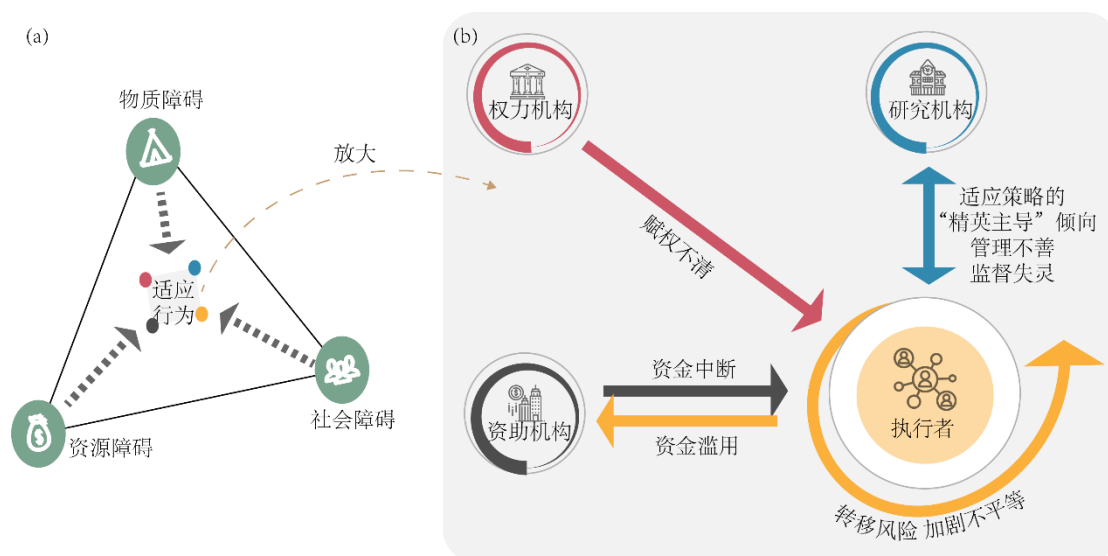 (a)
物质障碍
放大
适应
行为
资源障碍
社会障碍
(b)
权力机构
研究机构
赋权不清
适应策略的
“精英主导”倾向
管理不善
监督失灵
资金中断
资助机构
资金滥用
执行者
转移风险 加剧不平等